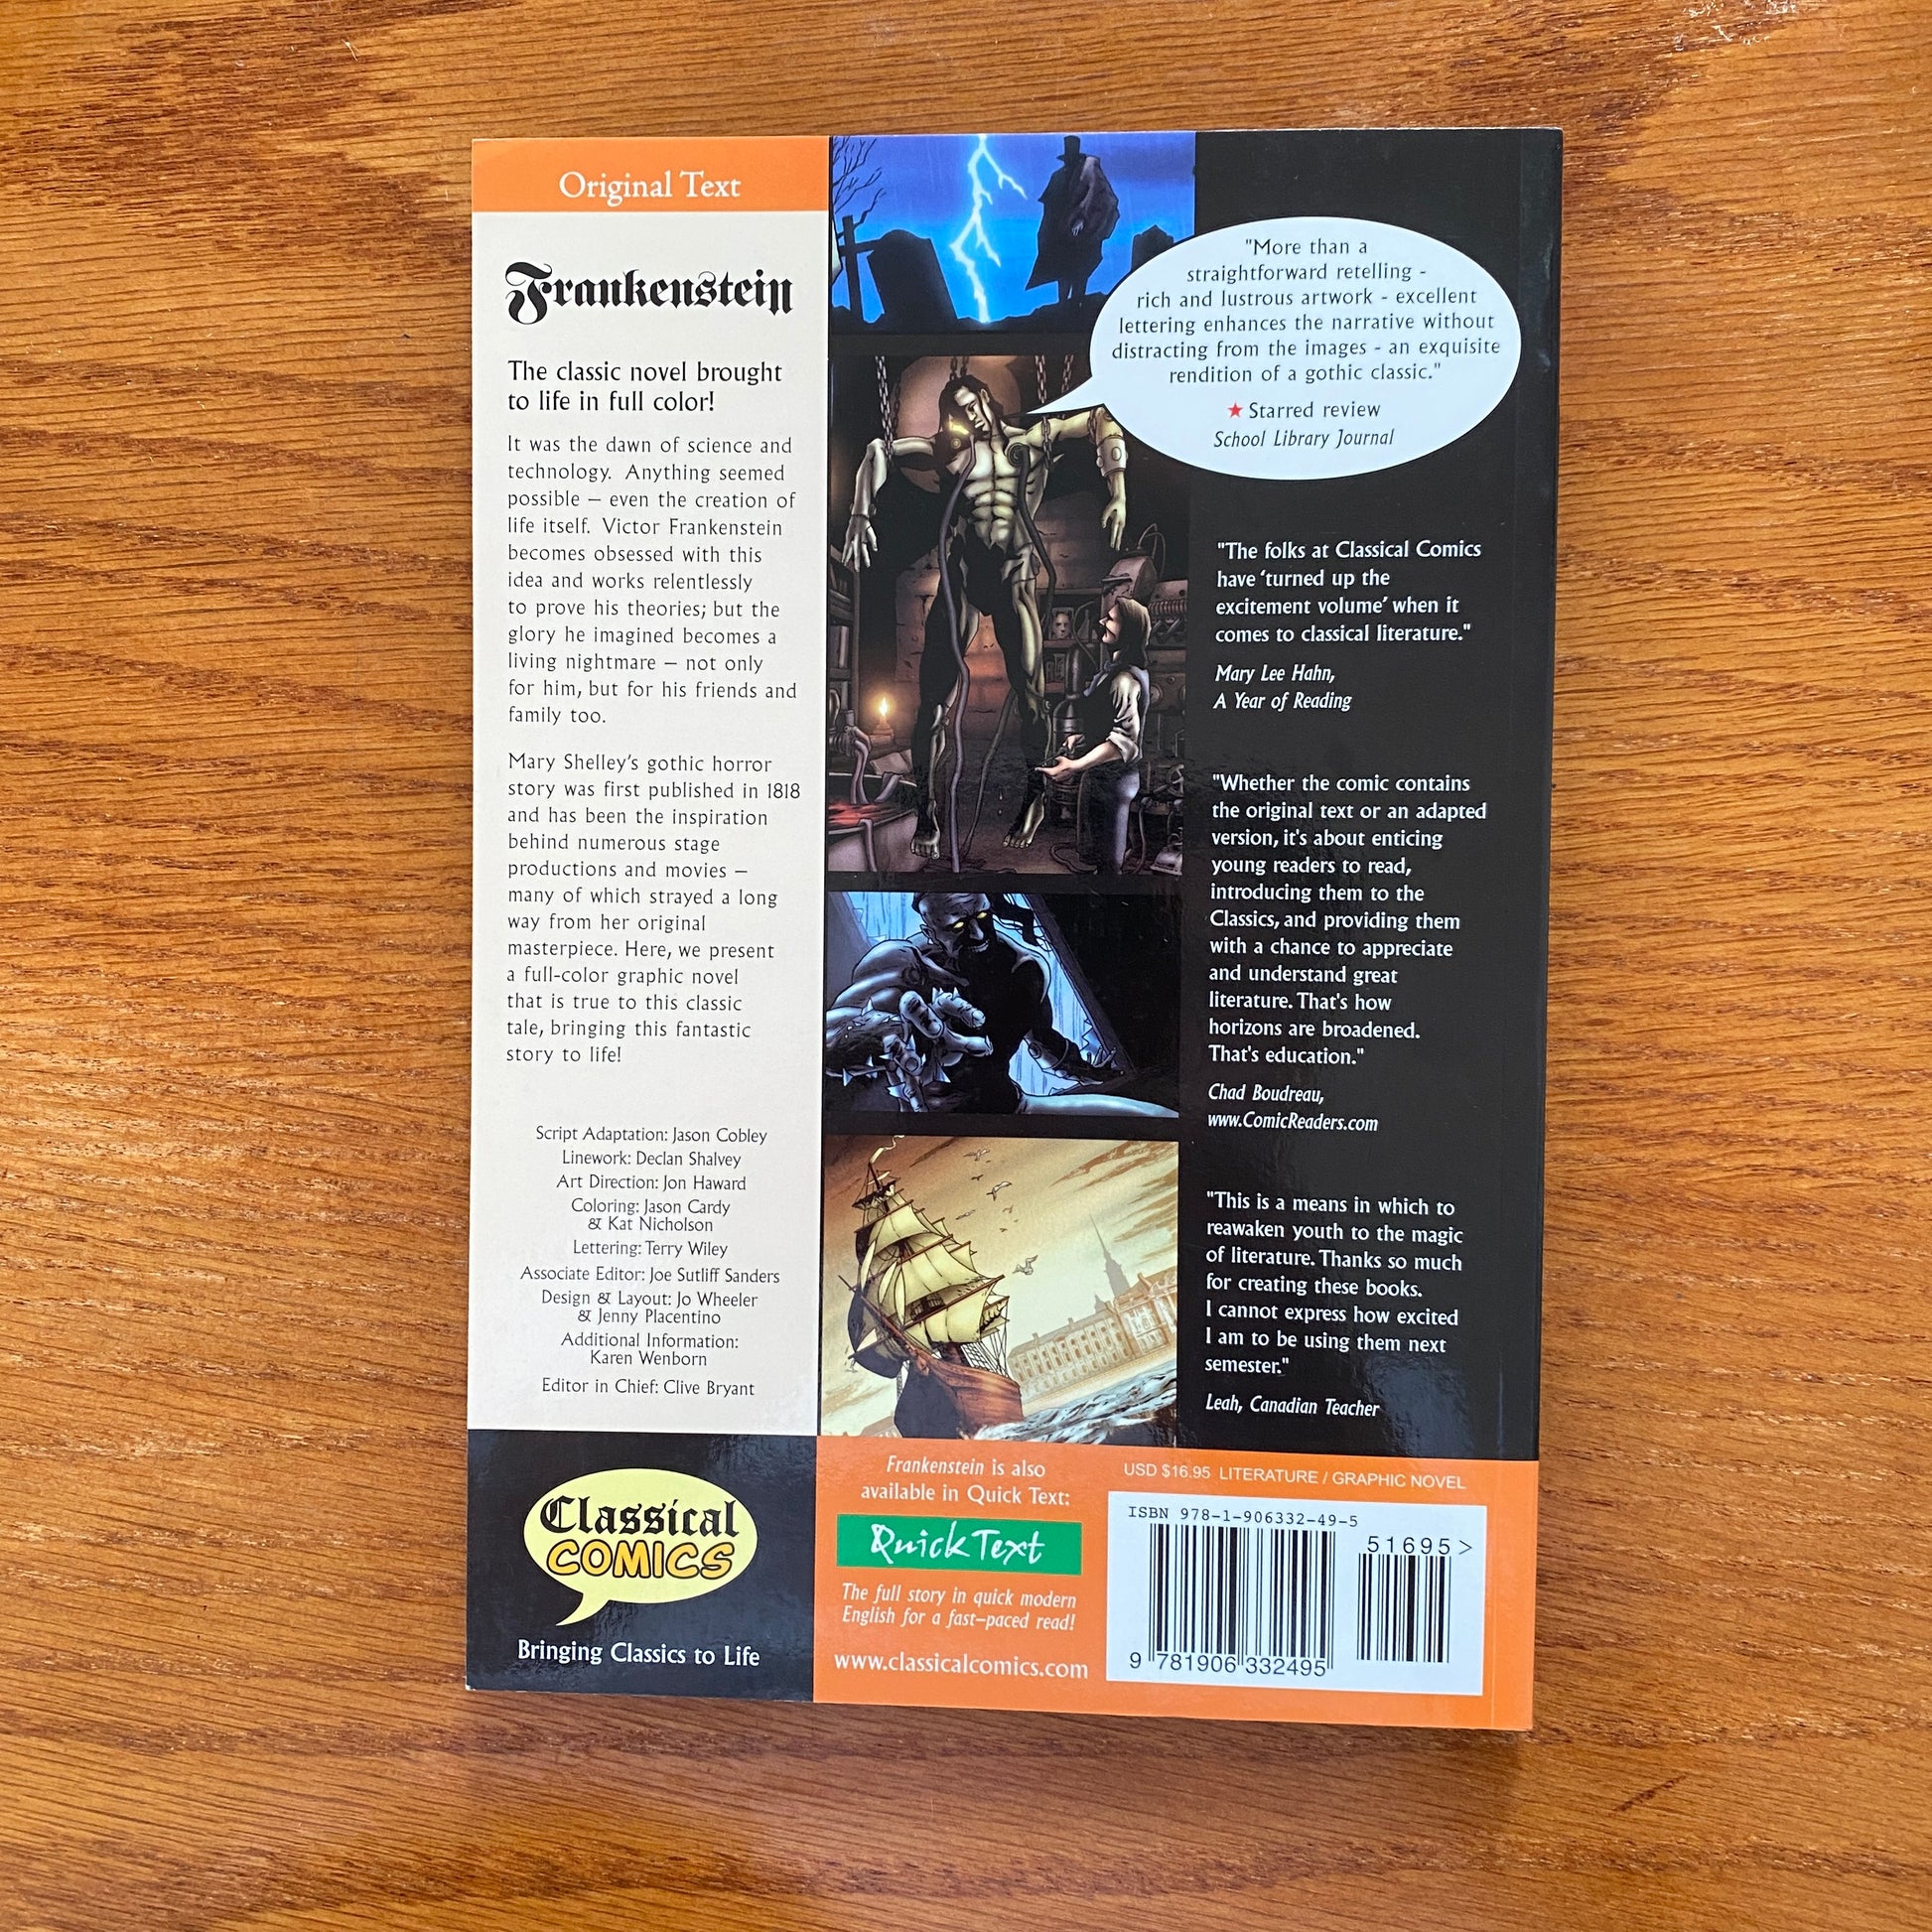 Original Text
Frankenstein
The classic novel brought
to life in full color!
It was the dawn of science and
technology. Anything seemed
possible – even the creation of
life itself. Victor Frankenstein
becomes obsessed with this
idea and works relentlessly
to prove his theories; but the
glory he imagined becomes a
living nightmare – not only
for him, but for his friends and
family too.
Mary Shelley's gothic horror
story was first published in 1818
and has been the inspiration
behind numerous stage
productions and movies –
many of which strayed a long
way from her original
masterpiece. Here, we present
a full-color graphic novel
that is true to this classic
tale, bringing this fantastic
story to life!
Script Adaptation: Jason Cobley
Linework: Declan Shalvey
Art Direction: Jon Haward
Coloring: Jason Cardy
& Kat Nicholson
Lettering: Terry Wiley
Associate Editor: Joe Sutliff Sanders
Design & Layout: Jo Wheeler
& Jenny Placentino
Additional Information:
Karen Wenborn
Editor in Chief: Clive Bryant
Classical
COMICS
Bringing Classics to Life
"More than a
straightforward retelling -
rich and lustrous artwork - excellent
lettering enhances the narrative without
distracting from the images - an exquisite
rendition of a gothic classic."
★ Starred review
School Library Journal
"The folks at Classical Comics
have 'turned up the
excitement volume' when it
comes to classical literature."
Mary Lee Hahn,
A Year of Reading
"Whether the comic contains
the original text or an adapted
version, it's about enticing
young readers to read,
introducing them to the
Classics, and providing them
with a chance to appreciate
and understand great
literature. That's how
horizons are broadened.
That's education."
Chad Boudreau,
www.ComicReaders.com
"This is a means in which to
reawaken youth to the magic
of literature. Thanks so much
for creating these books.
I cannot express how excited
I am to be using them next
semester."
Leah, Canadian Teacher
Frankenstein is also
available in Quick Text:
Quick Text
The full story in quick modern
English for a fast–paced read!
www.classicalcomics.com
USD $16.95 LITERATURE / GRAPHIC NOVEL
ISBN 978-1-906332-49-5
51695>
9 781906 332495